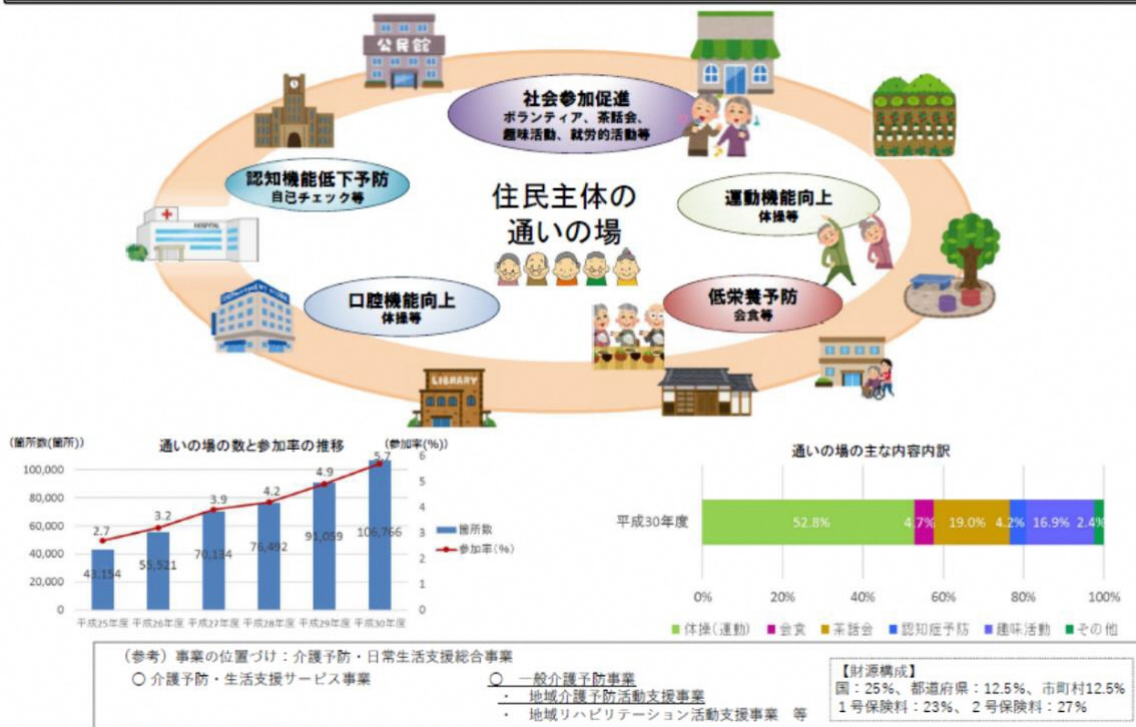 公民館
社会参加促進
ボランティア、茶話会、
趣味活動、就労的活動等
認知機能低下予防
自己チェック等
住民主体の
通いの場
運動機能向上
体操等
HOSPITAL
口腔機能向上
体操等
低栄養予防
会食等
LIBRARY
(箇所数(箇所))
通いの場の数と参加率の推移
(参加率(%))
100,000
80,000
60,000
40,000
20,000
0
2.7
3.2
3.9
4.2
4.9
5.7
43,154
55,521
70,134
76,492
91,059
106,766
6
5
4
3
2
1
0
平成25年度
平成26年度
平成27年度
平成28年度
平成29年度
平成30年度
箇所数
参加率(%)
通いの場の主な内容内訳
平成30年度
52.8%
4.7%
19.0%
4.2%
16.9%
2.4%
0%
20%
40%
60%
80%
100%
体操(運動)
会食
茶話会
認知症予防
趣味活動
その他
(参考)事業の位置づけ:介護予防・日常生活支援総合事業
○ 介護予防・生活支援サービス事業
○ 一般介護予防事業
・ 地域介護予防活動支援事業
・ 地域リハビリテーション活動支援事業 等
【財源構成】
国:25%、都道府県:12.5%、市町村12.5%
1号保険料:23%、2号保険料:27%